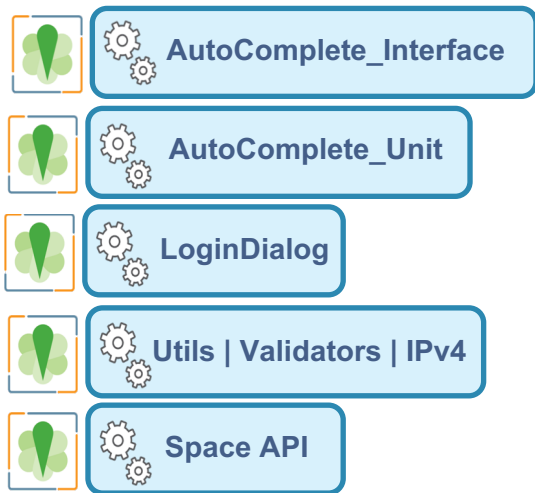 AutoComplete_Interface
AutoComplete_Unit
LoginDialog
Utils | Validators | IPv4
Space API